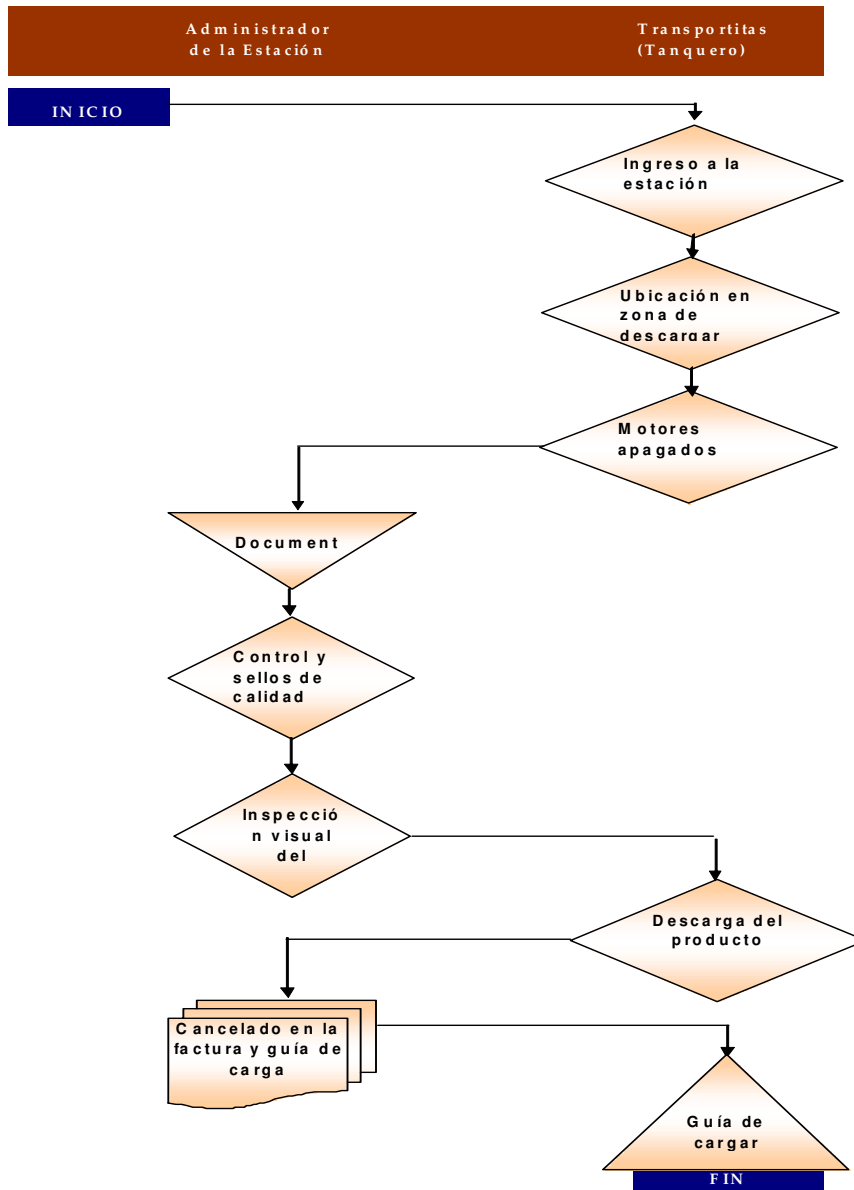 Administrador
de la Estación
Transportitas
(Tanquero)
INICIO
Ingreso a la
estación
Ubicación en
zona de
descargar
Motores
apagados
Document
Control y
sellos de
calidad
Inspecció
n visual
del
Descarga del
producto
Cancelado en la
factura y guía de
carga
Guía de
cargar
FIN